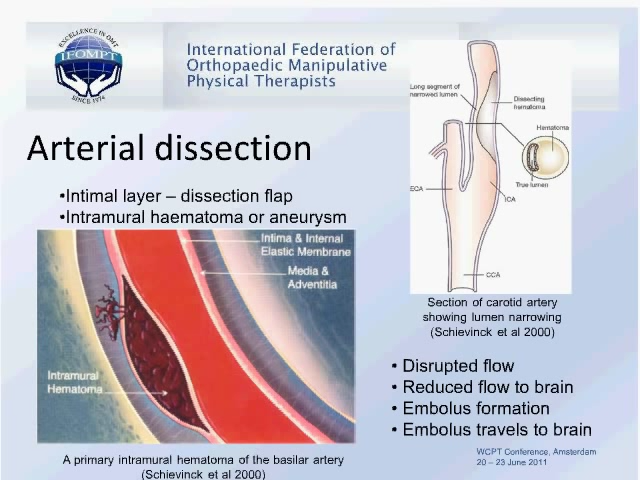 EXCELLENCE IN OMT
IFOMPT
SINCE 1974
International Federation of
Orthopaedic Manipulative
Physical Therapists
Arterial dissection
•Intimal layer – dissection flap
•Intramural haematoma or aneurysm
Intima & Internal
Elastic Membrane
Media &
Adventitia
Intramural
Hematoma
A primary intramural hematoma of the basilar artery
(Schievinck et al 2000)
Long segment of
narrowed lumen
Dissecting
hematoma
Hematoma
True lumen
ECA
ICA
CCA
Section of carotid artery
showing lumen narrowing
(Schievinck et al 2000)
• Disrupted flow
• Reduced flow to brain
• Embolus formation
• Embolus travels to brain
WCPT Conference, Amsterdam
20 – 23 June 2011